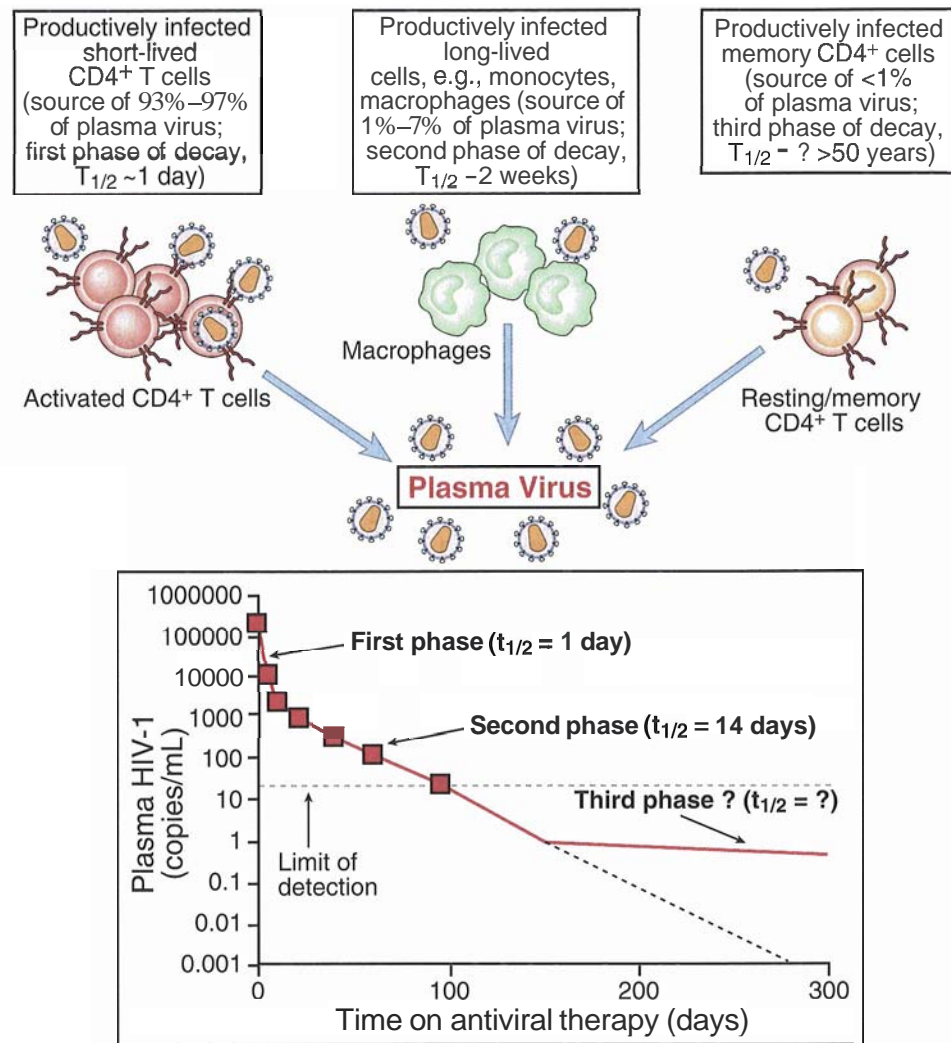 Productively infected
short-lived
CD4+ T cells
(source of 93%–97%
of plasma virus;
first phase of decay,
T1/2 ~1 day)
Productively infected
long-lived
cells, e.g., monocytes,
macrophages (source of
1%–7% of plasma virus;
second phase of decay,
T1/2 –2 weeks)
Productively infected
memory CD4+ cells
(source of <1%
of plasma virus;
third phase of decay,
T1/2 – ? >50 years)
Activated CD4+ T cells
Macrophages
Resting/memory
CD4+ T cells
Plasma Virus
Plasma HIV-1
(copies/mL)
1000000
100000
10000
1000
100
10
1
0.1
0.01
0.001
First phase (t1/2 = 1 day)
Second phase (t1/2 = 14 days)
Third phase ? (t1/2 = ?)
Limit of
detection
0
100
200
300
Time on antiviral therapy (days)